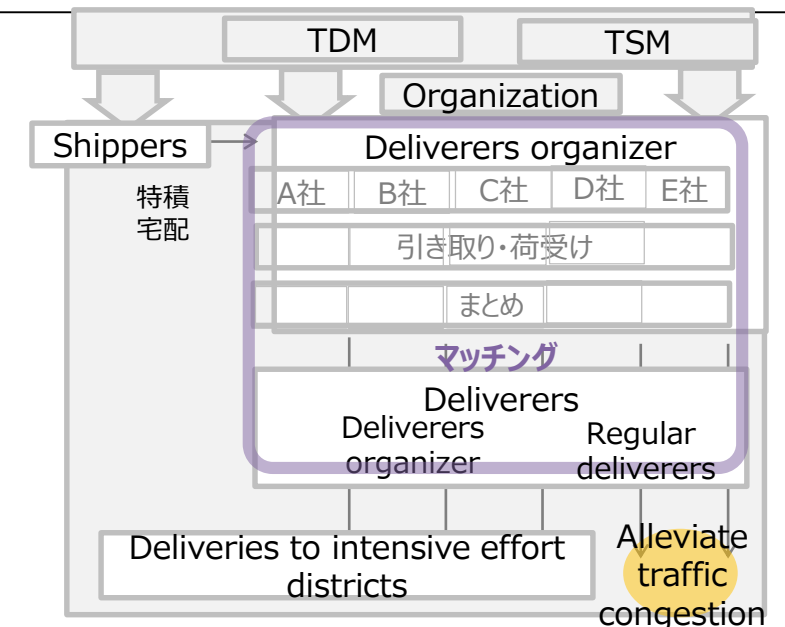 TDM
TSM
Organization
Shippers
Deliverers organizer
特積
宅配
A社
B社
C社
D社
E社
引き取り・荷受け
まとめ
マッチング
Deliverers
Deliverers
organizer
Regular
deliverers
Deliveries to intensive effort
districts
Alleviate
traffic
congestion